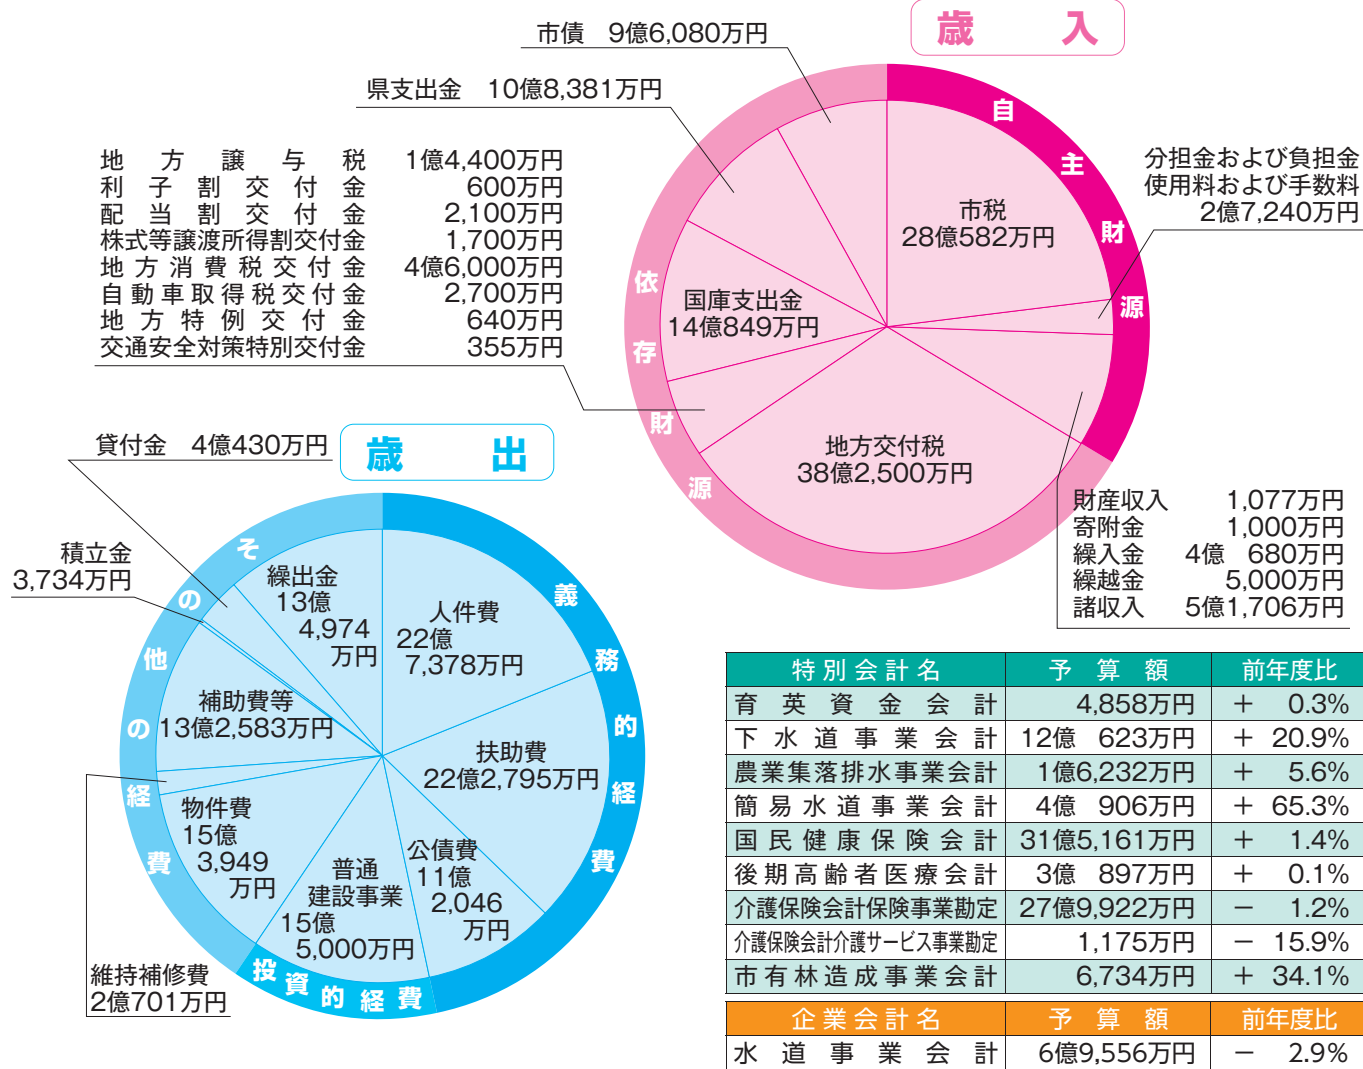 歳入
市債 9億6,080万円
県支出金 10億8,381万円
地方譲与税 1億4,400万円
利子割交付金 600万円
配当割交付金 2,100万円
株式等譲渡所得割交付金 1,700万円
地方消費税交付金 4億6,000万円
自動車取得税交付金 2,700万円
地方特例交付金 640万円
交通安全対策特別交付金 355万円
自主財源
市税
28億582万円
分担金および負担金
使用料および手数料
2億7,240万円
依存財源
国庫支出金
14億849万円
地方交付税
38億2,500万円
財産収入 1,077万円
寄附金 1,000万円
繰入金 4億 680万円
繰越金 5,000万円
諸収入 5億1,706万円
歳出
貸付金 4億430万円
積立金
3,734万円
その他の経費
繰出金
13億
4,974
万円
義務的経費
人件費
22億
7,378万円
補助費等
13億2,583万円
扶助費
22億2,795万円
物件費
15億
3,949
万円
普通
建設事業
15億
5,000万円
公債費
11億
2,046
万円
投資的経費
維持補修費
2億701万円
特別会計名 予算額 前年度比
育英資金会計 4,858万円 + 0.3%
下水道事業会計 12億 623万円 + 20.9%
農業集落排水事業会計 1億6,232万円 + 5.6%
簡易水道事業会計 4億 906万円 + 65.3%
国民健康保険会計 31億5,161万円 + 1.4%
後期高齢者医療会計 3億 897万円 + 0.1%
介護保険会計保険事業勘定 27億9,922万円 − 1.2%
介護保険会計介護サービス事業勘定 1,175万円 − 15.9%
市有林造成事業会計 6,734万円 + 34.1%
企業会計名 予算額 前年度比
水道事業会計 6億9,556万円 − 2.9%